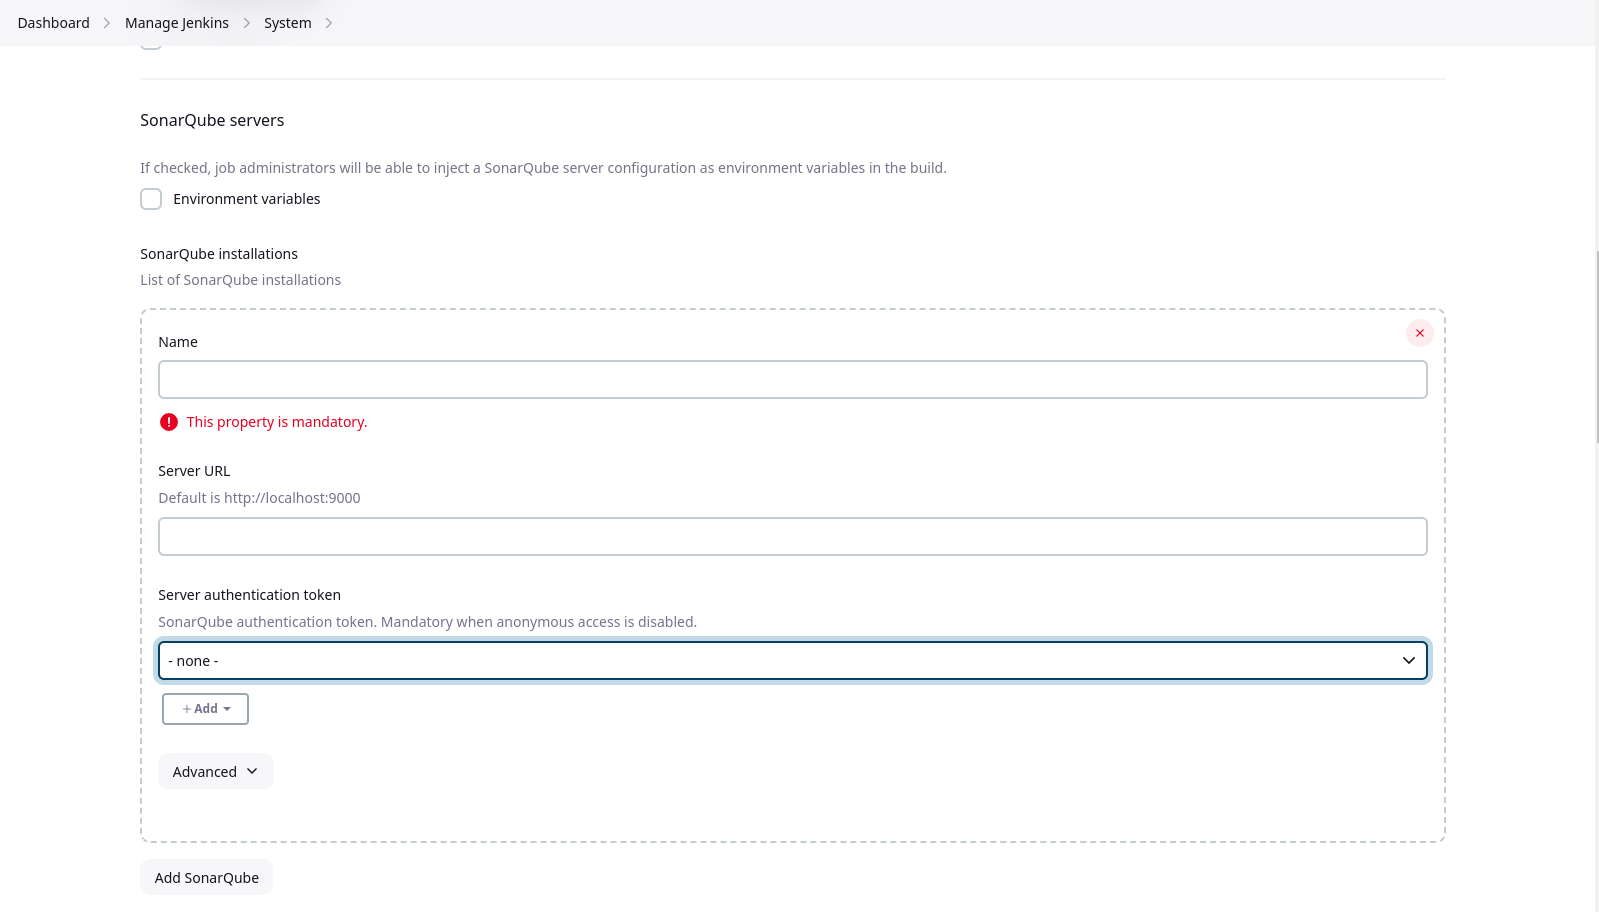 Dashboard > Manage Jenkins > System >
SonarQube servers
If checked, job administrators will be able to inject a SonarQube server configuration as environment variables in the build.
Environment variables
SonarQube installations
List of SonarQube installations
Name
This property is mandatory.
Server URL
Default is http://localhost:9000
Server authentication token
SonarQube authentication token. Mandatory when anonymous access is disabled.
- none -
+ Add
Advanced
Add SonarQube